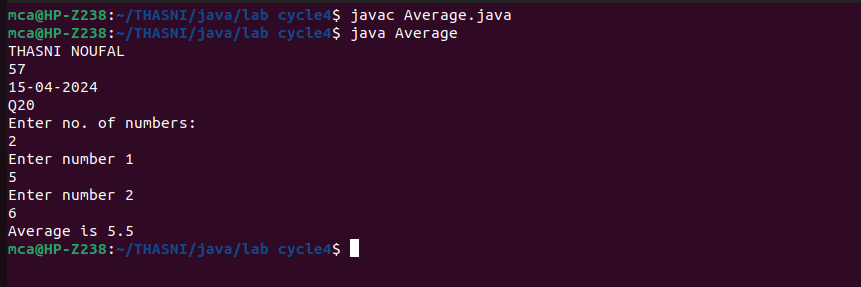 mca@HP-Z238:~/THASNI/java/lab cycle4$ javac Average.java
mca@HP-Z238:~/THASNI/java/lab cycle4$ java Average
THASNI NOUFAL
57
15-04-2024
Q20
Enter no. of numbers:
2
Enter number 1
5
Enter number 2
6
Average is 5.5
mca@HP-Z238:~/THASNI/java/lab cycle4$